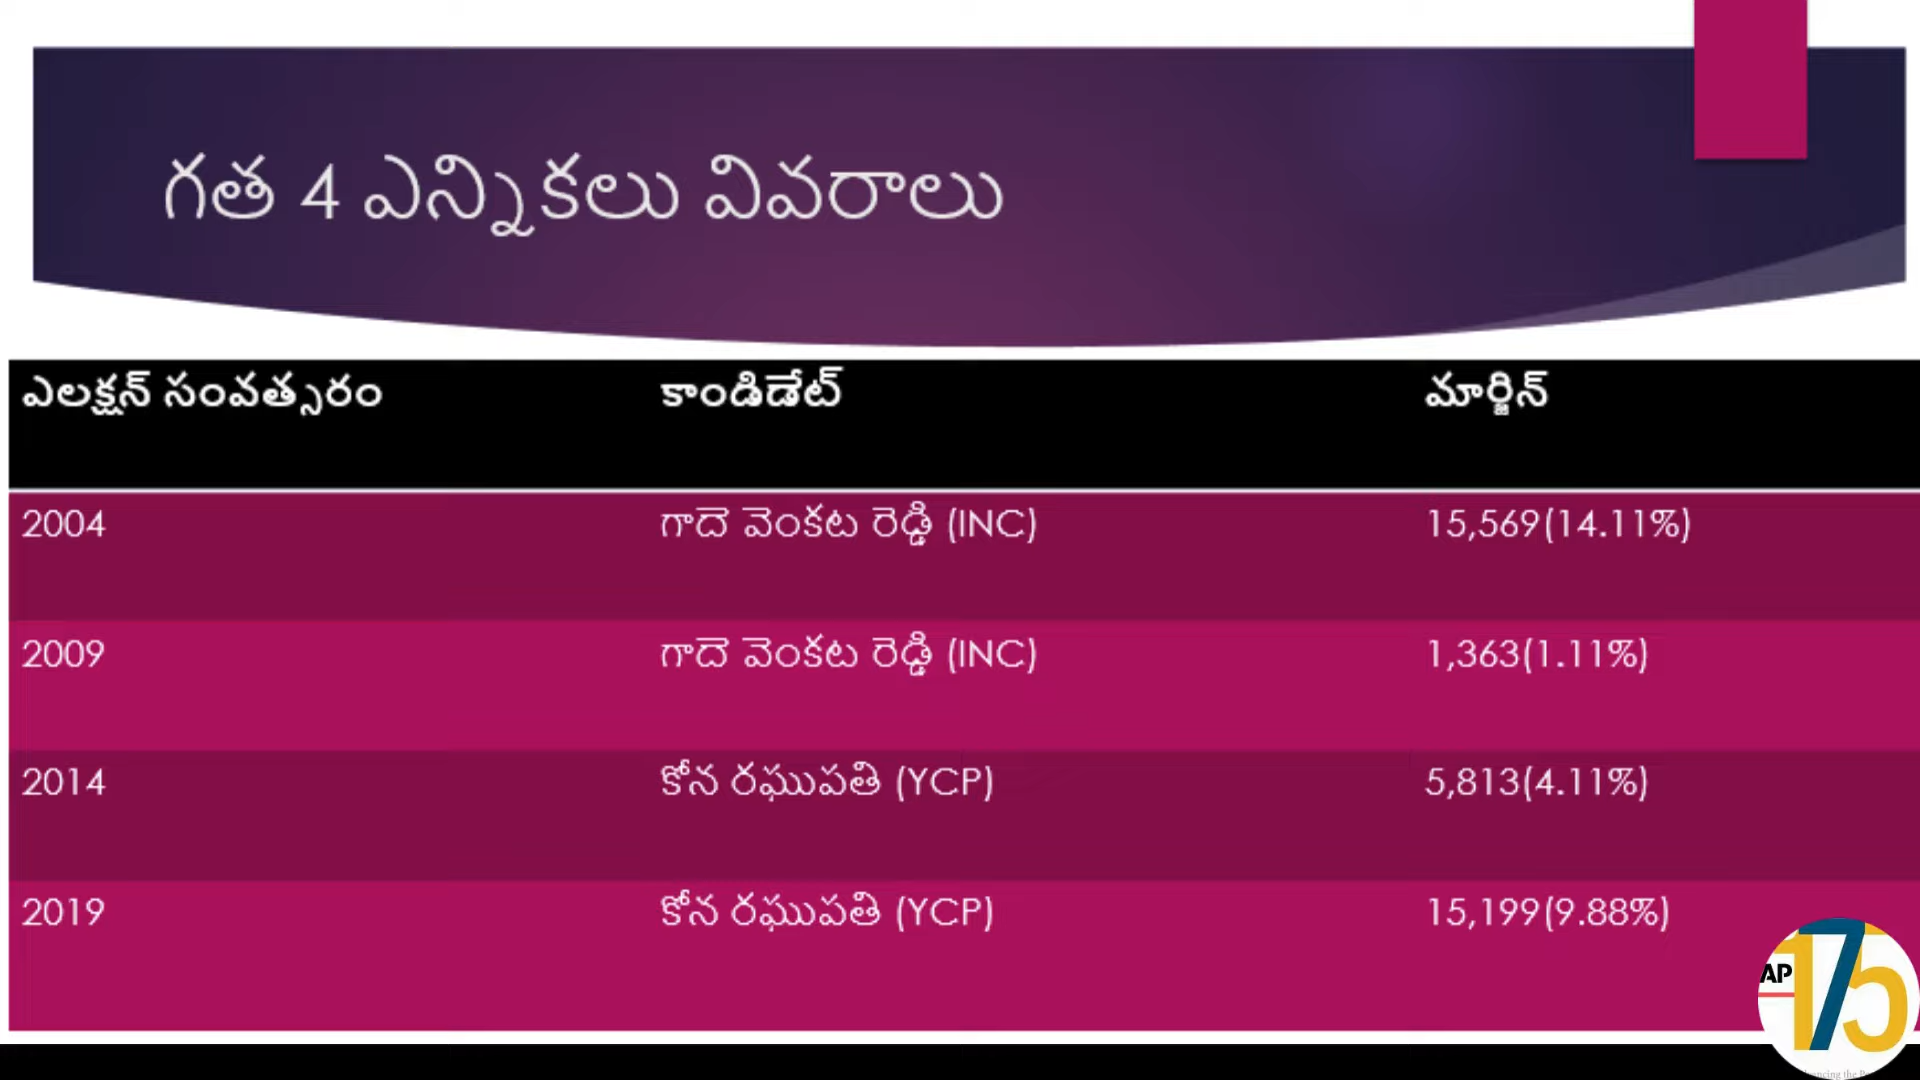 గత 4 ఎన్నికలు వివరాలు
ఎలక్షన్ సంవత్సరం కాండిడేట్ మార్జిన్
2004 గాదె వెంకట రెడ్డి (INC) 15,569(14.11%)
2009 గాదె వెంకట రెడ్డి (INC) 1,363(1.11%)
2014 కోన రఘుపతి (YCP) 5,813(4.11%)
2019 కోన రఘుపతి (YCP) 15,199(9.88%)
AP 175